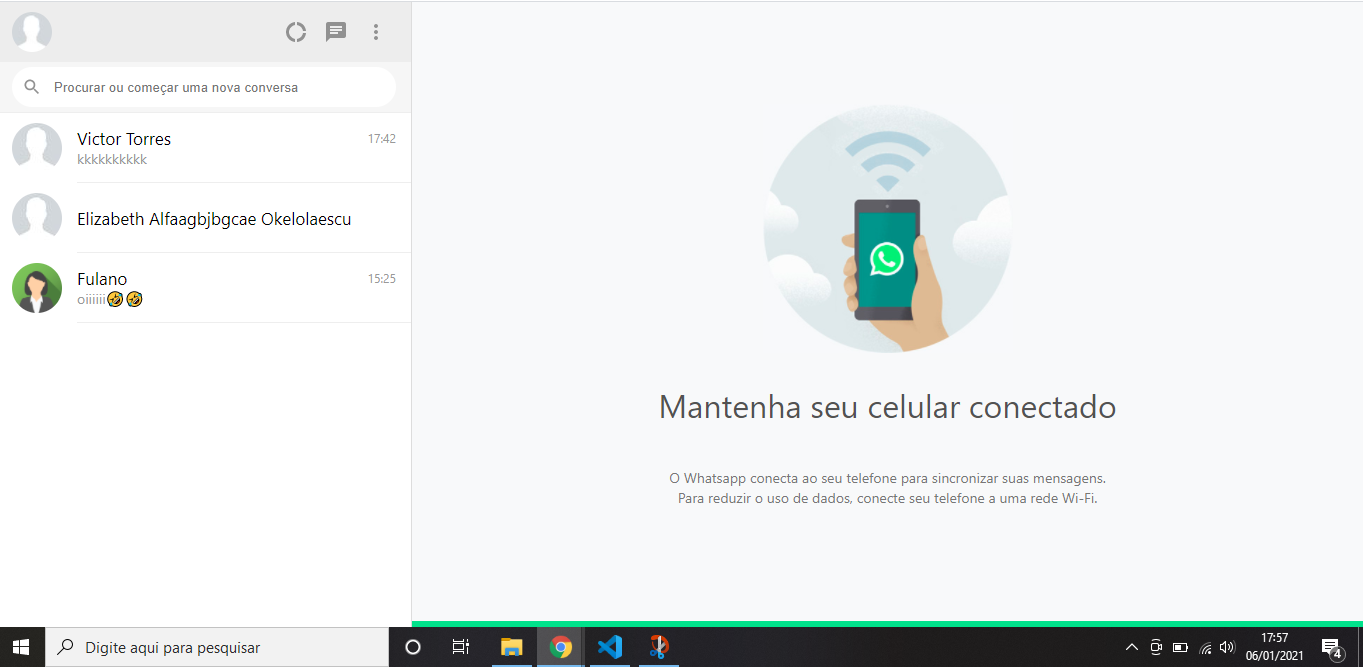 Procurar ou começar uma nova conversa
Victor Torres 17:42
kkkkkkkkkk
Elizabeth Alfaagbjbgcae Okelolaescu
Fulano 15:25
oiiiiii🤣🤣
Mantenha seu celular conectado
O Whatsapp conecta ao seu telefone para sincronizar suas mensagens.
Para reduzir o uso de dados, conecte seu telefone a uma rede Wi-Fi.
Digite aqui para pesquisar
17:57
06/01/2021
4